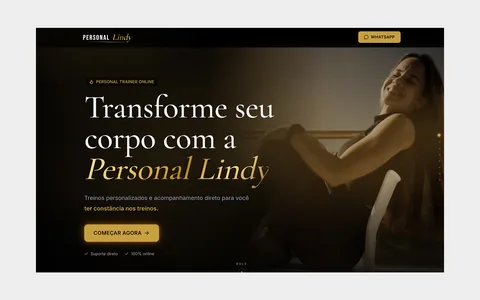 PERSONAL Lindy
WHATSAPP
PERSONAL TRAINER ONLINE
Transforme seu
corpo com a
Personal Lindy
Treinos personalizados e acompanhamento direto para você
ter constância nos treinos.
COMEÇAR AGORA →
✓ Suporte direto ✓ 100% online
ROLE